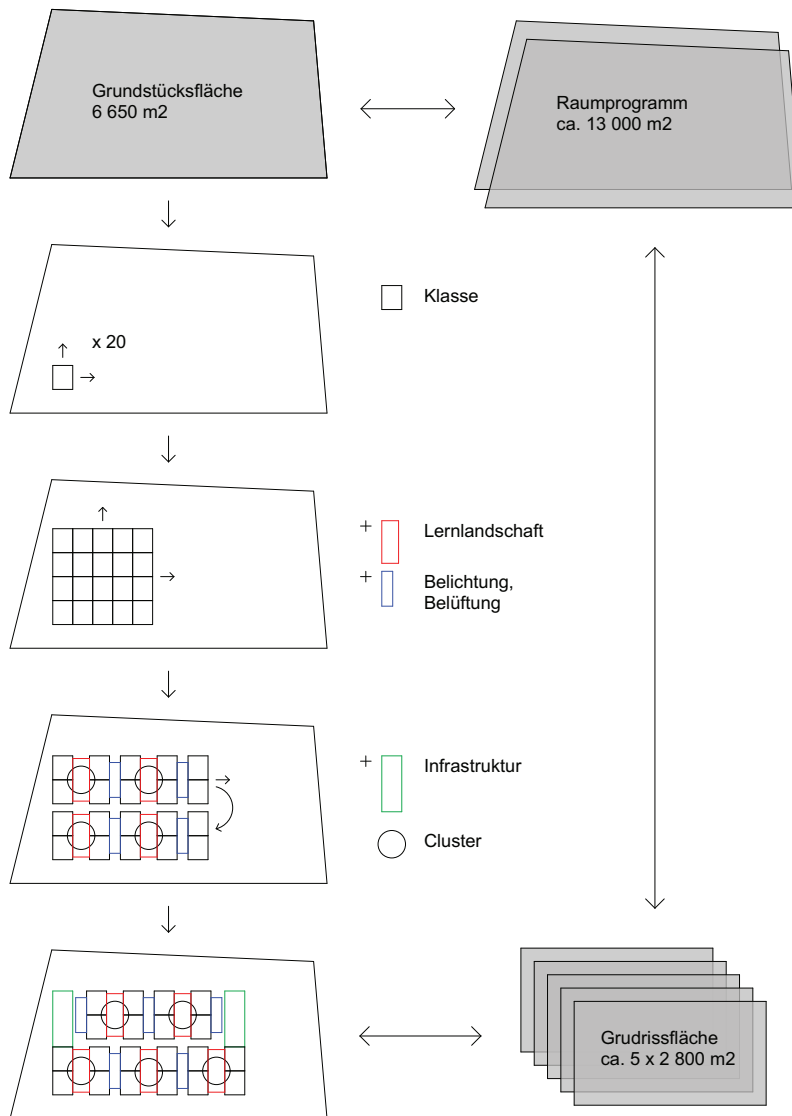 Grundstücksfläche
6 650 m2
Raumprogramm
ca. 13 000 m2
Klasse
x 20
+ Lernlandschaft
+ Belichtung,
Belüftung
+ Infrastruktur
Cluster
Grudrissfläche
ca. 5 x 2 800 m2